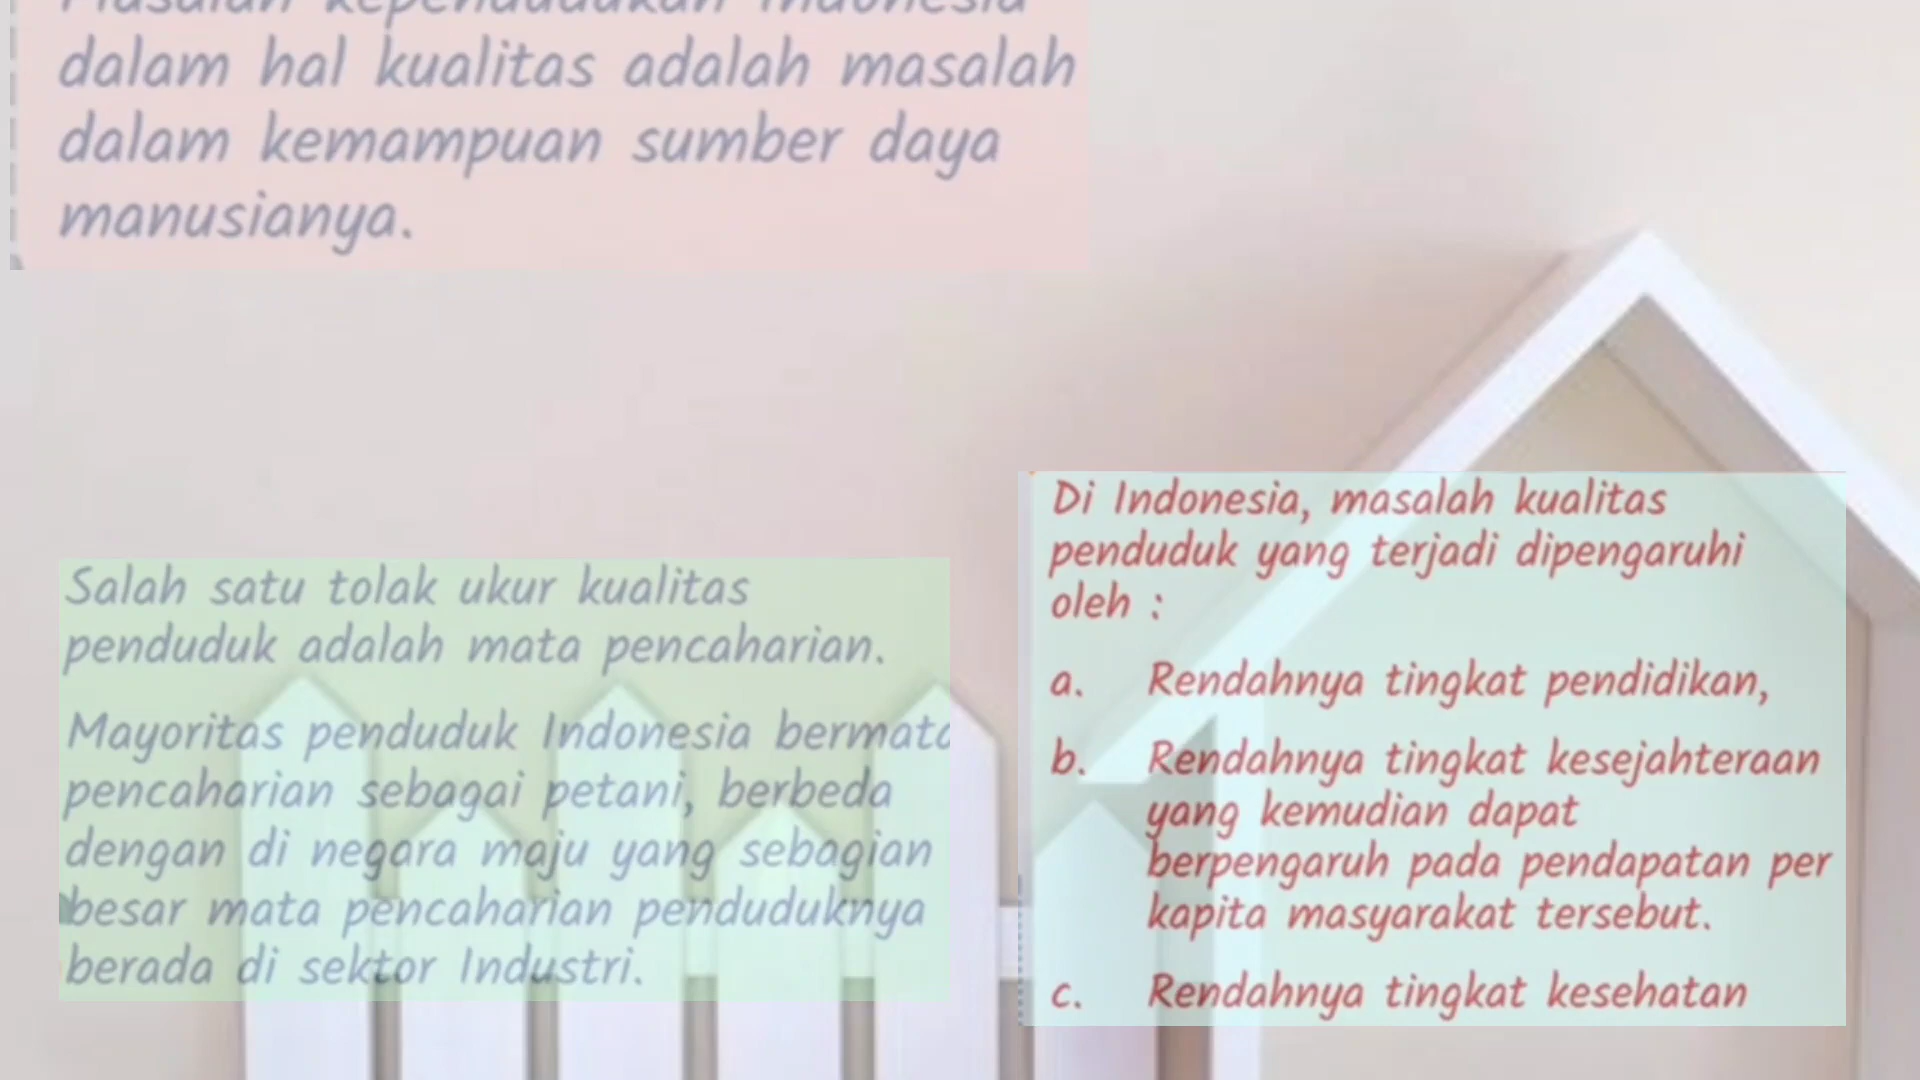 Masalah kependudukan Indonesia
dalam hal kualitas adalah masalah
dalam kemampuan sumber daya
manusianya.
Salah satu tolak ukur kualitas
penduduk adalah mata pencaharian.
Mayoritas penduduk Indonesia bermata
pencaharian sebagai petani, berbeda
dengan di negara maju yang sebagian
besar mata pencaharian penduduknya
berada di sektor Industri.
Di Indonesia, masalah kualitas
penduduk yang terjadi dipengaruhi
oleh :
a. Rendahnya tingkat pendidikan,
b. Rendahnya tingkat kesejahteraan
yang kemudian dapat
berpengaruh pada pendapatan per
kapita masyarakat tersebut.
c. Rendahnya tingkat kesehatan